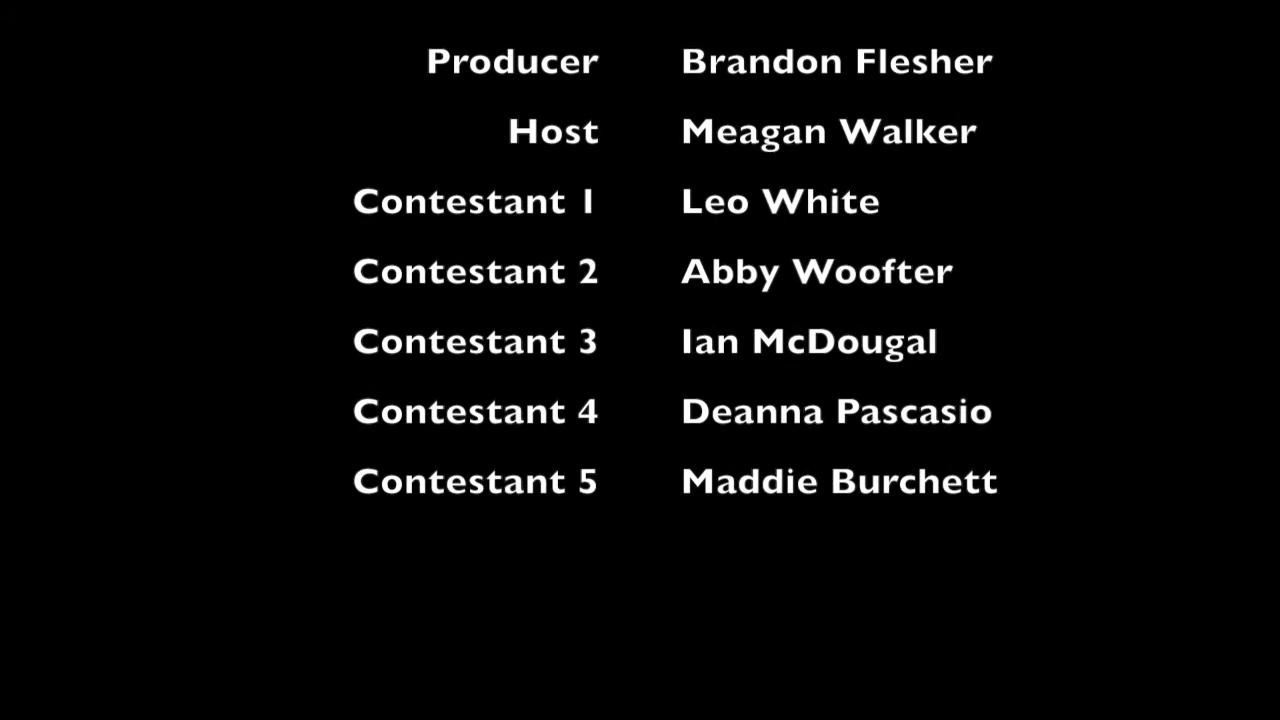 Producer Brandon Flesher
Host Meagan Walker
Contestant 1 Leo White
Contestant 2 Abby Woofter
Contestant 3 Ian McDougal
Contestant 4 Deanna Pascasio
Contestant 5 Maddie Burchett